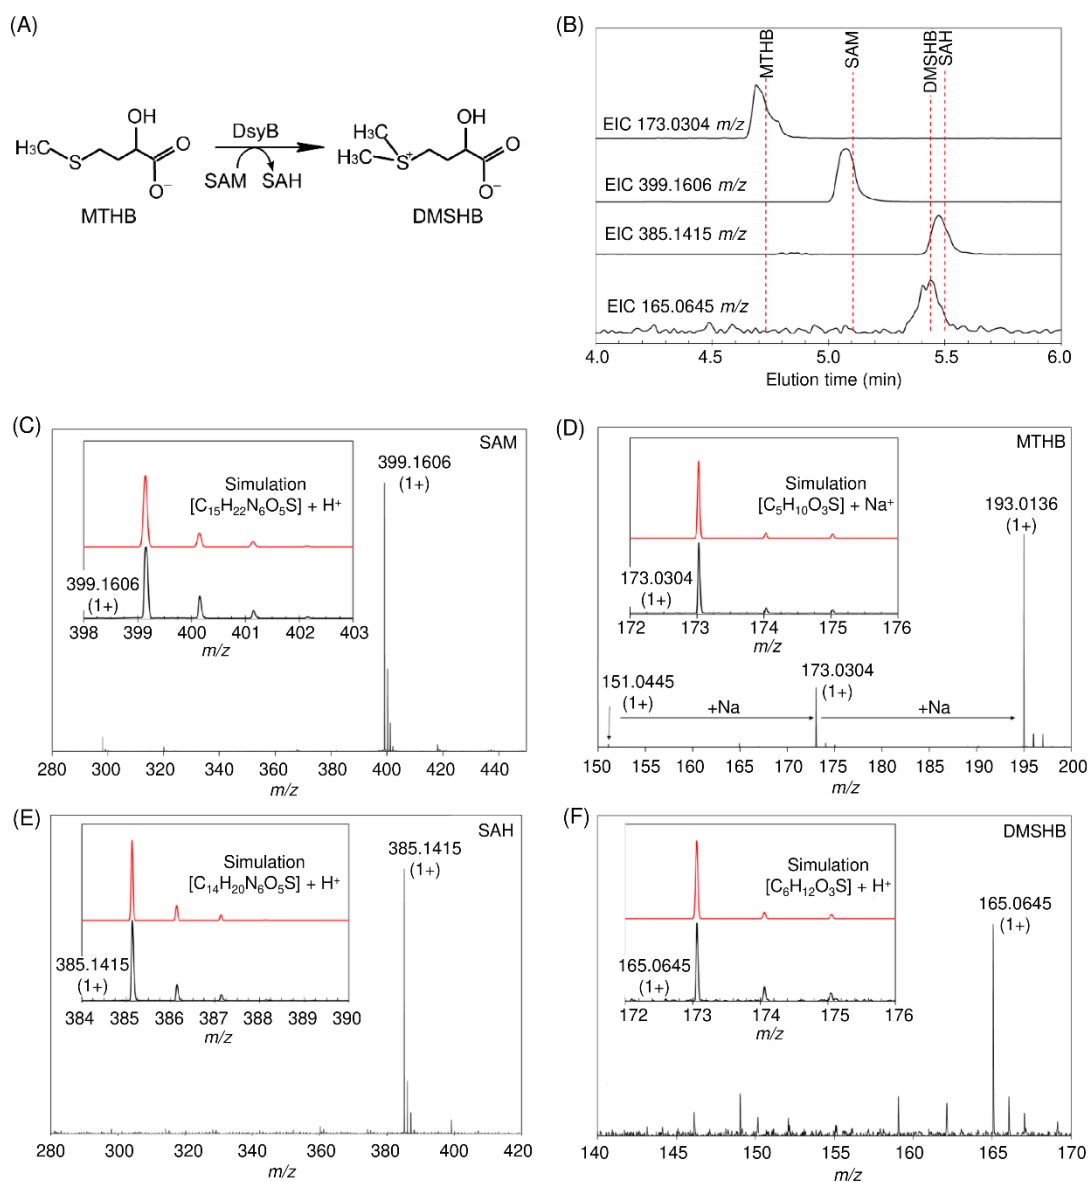 (A)
OH
H₃C
S
O
O⁻
MTHB
DsyB
SAM
SAH
OH
H₃C
H₃C
S⁺
O
O⁻
DMSHB
(B)
MTHB
SAM
DMSHB
SAH
EIC 173.0304 m/z
EIC 399.1606 m/z
EIC 385.1415 m/z
EIC 165.0645 m/z
4.0 4.5 5.0 5.5 6.0
Elution time (min)
(C)
SAM
399.1606
(1+)
Simulation
[C₁₅H₂₂N₆O₅S] + H⁺
399.1606
(1+)
398 399 400 401 402 403
m/z
280 300 320 340 360 380 400 420 440
m/z
(D)
MTHB
193.0136
(1+)
Simulation
[C₅H₁₀O₃S] + Na⁺
173.0304
(1+)
172 173 174 175 176
m/z
151.0445
(1+)
173.0304
(1+)
+Na
+Na
150 155 160 165 170 175 180 185 190 195 200
m/z
(E)
SAH
385.1415
(1+)
Simulation
[C₁₄H₂₀N₆O₅S] + H⁺
385.1415
(1+)
384 385 386 387 388 389 390
m/z
280 300 320 340 360 380 400 420
m/z
(F)
DMSHB
165.0645
(1+)
Simulation
[C₆H₁₂O₃S] + H⁺
165.0645
(1+)
172 173 174 175 176
m/z
140 145 150 155 160 165 170
m/z